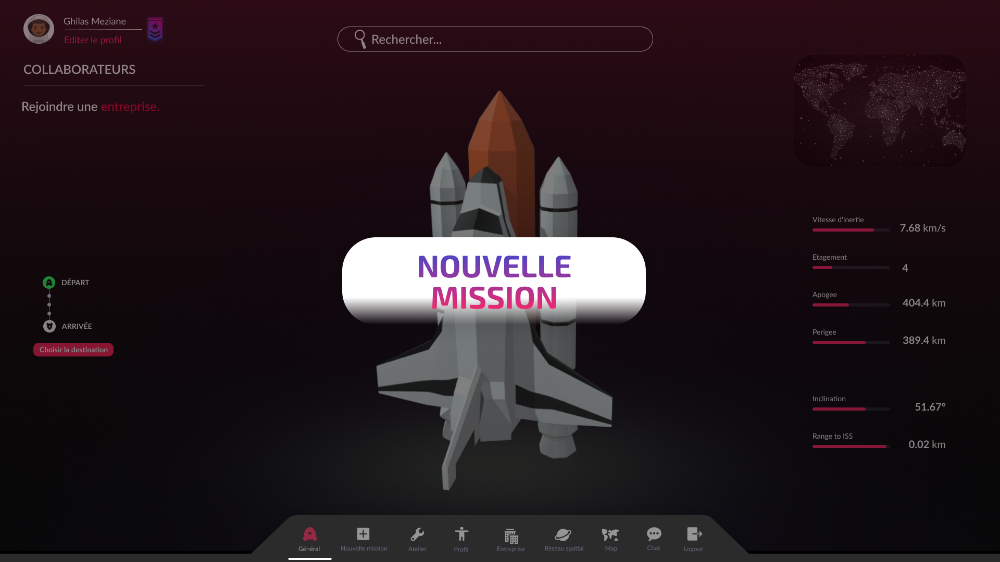 Ghilas Meziane
Editer le profil
Rechercher...
COLLABORATEURS
Rejoindre une entreprise.
Vitesse d'inertie
7.68 km/s
Etagement
4
NOUVELLE
MISSION
DÉPART
Apogee
404.4 km
ARRIVÉE
Perigee
389.4 km
Choisir la destination
Inclination
51.67°
Range to ISS
0.02 km
Général
Nouvelle mission
Atelier
Profil
Entreprise
Réseau spatial
Map
Chat
Logout